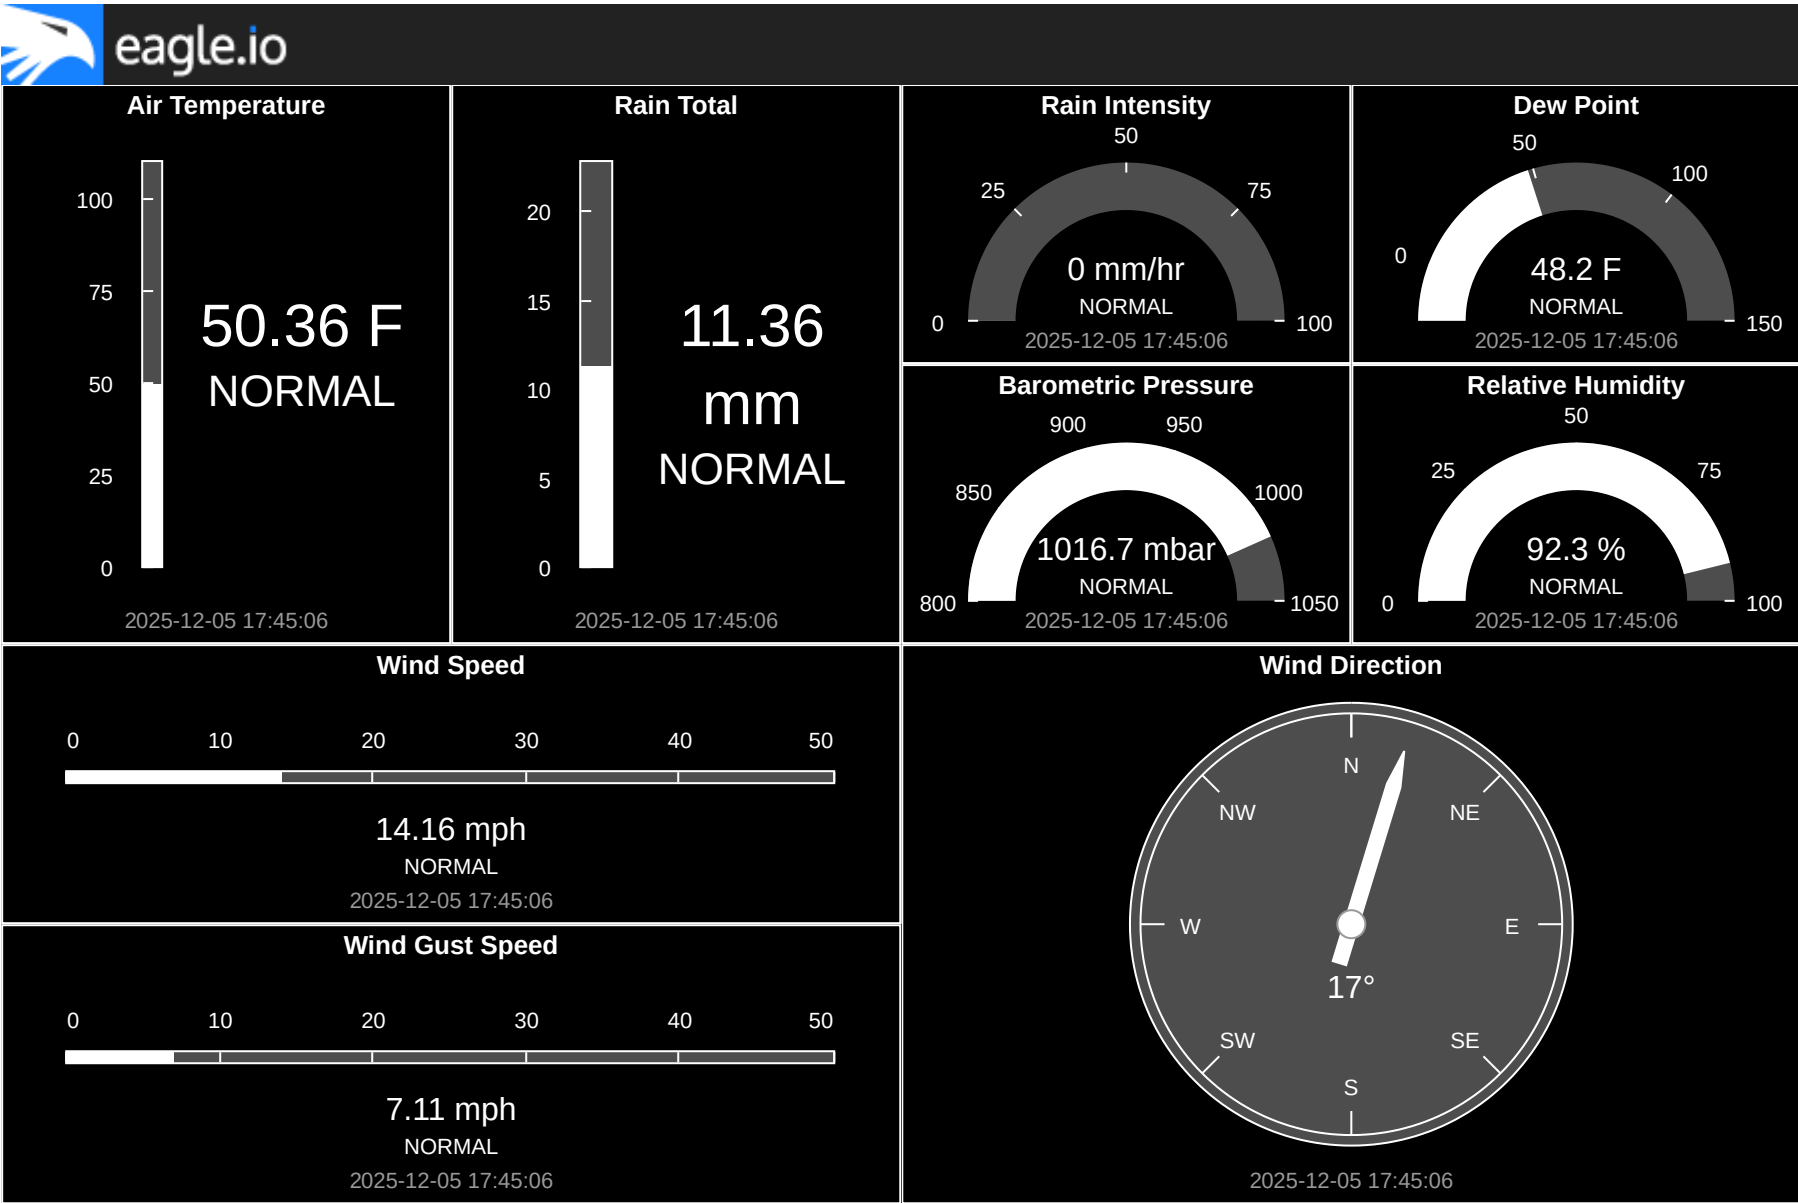 eagle.io
Air Temperature
100
75
50
25
0
50.36 F
NORMAL
2025-12-05 17:45:06
Rain Total
20
15
10
5
0
11.36
mm
NORMAL
2025-12-05 17:45:06
Rain Intensity
0
25
50
75
100
0 mm/hr
NORMAL
2025-12-05 17:45:06
Dew Point
0
50
100
150
48.2 F
NORMAL
2025-12-05 17:45:06
Barometric Pressure
800
850
900
950
1000
1050
1016.7 mbar
NORMAL
2025-12-05 17:45:06
Relative Humidity
0
25
50
75
100
92.3 %
NORMAL
2025-12-05 17:45:06
Wind Speed
0 10 20 30 40 50
14.16 mph
NORMAL
2025-12-05 17:45:06
Wind Gust Speed
0 10 20 30 40 50
7.11 mph
NORMAL
2025-12-05 17:45:06
Wind Direction
N
NW NE
W E
17°
SW SE
S
2025-12-05 17:45:06